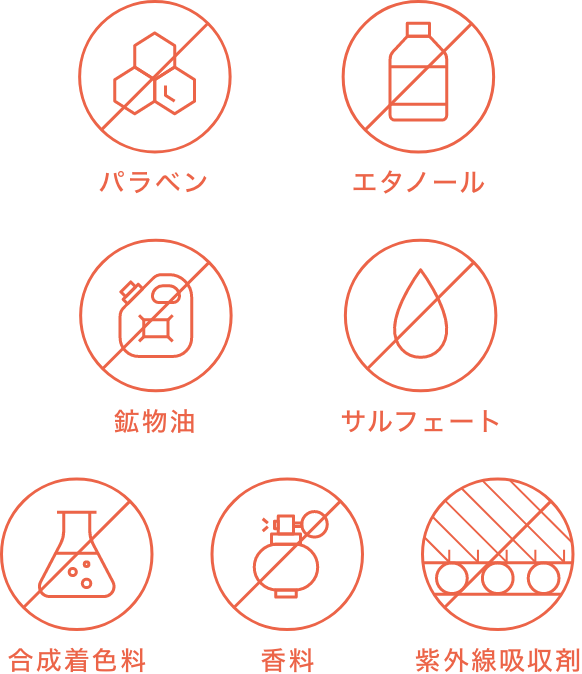 パラベン
エタノール
鉱物油
サルフェート
合成着色料
香料
紫外線吸収剤